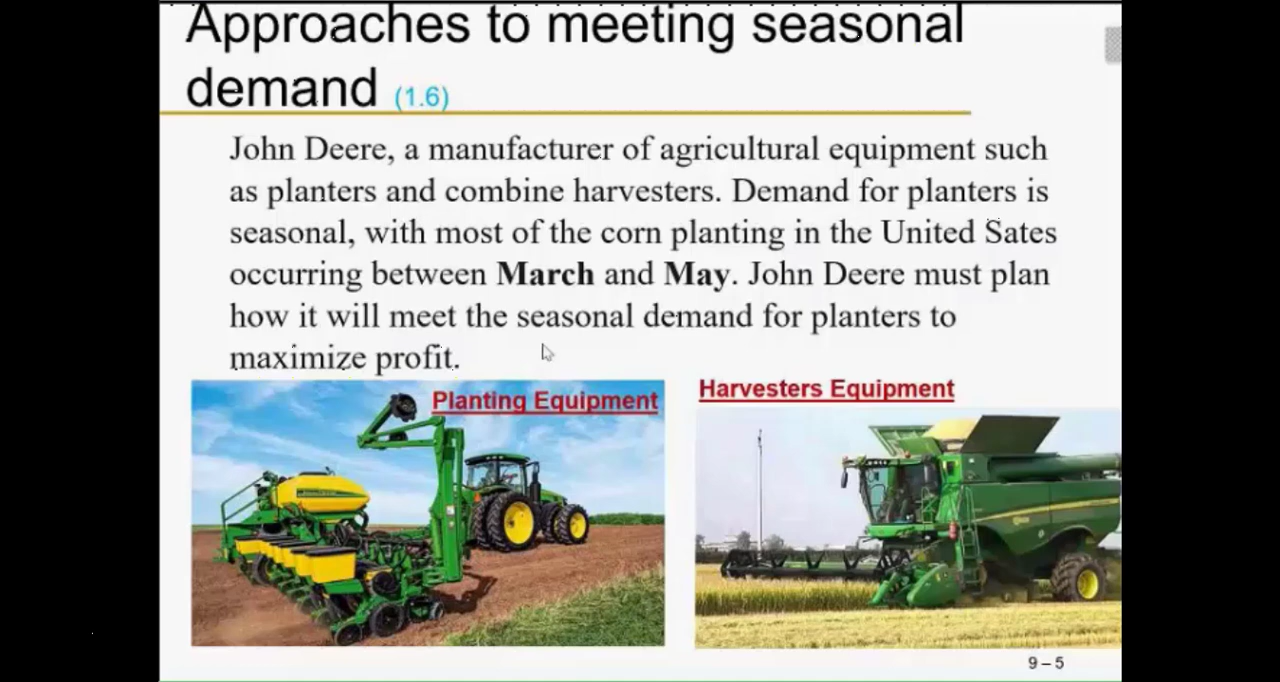 Approaches to meeting seasonal
demand (1.6)
John Deere, a manufacturer of agricultural equipment such
as planters and combine harvesters. Demand for planters is
seasonal, with most of the corn planting in the United Sates
occurring between March and May. John Deere must plan
how it will meet the seasonal demand for planters to
maximize profit.
Planting Equipment
Harvesters Equipment
9 – 5